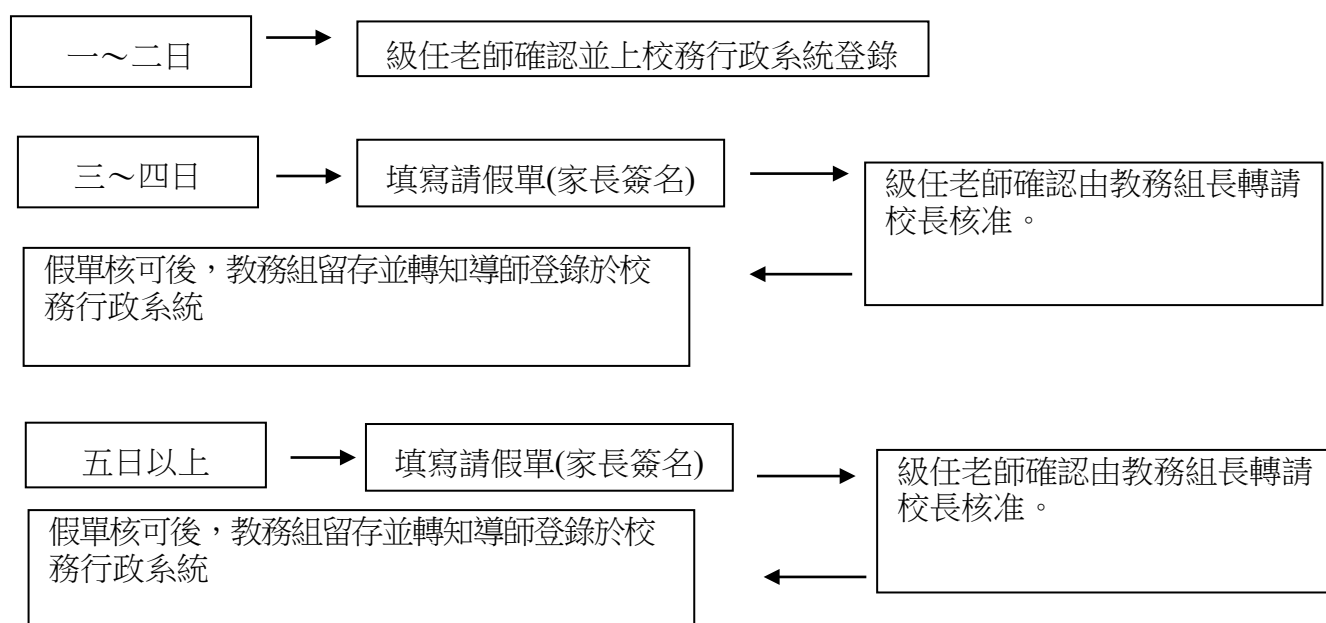 一～二日
級任老師確認並上校務行政系統登錄
三～四日
填寫請假單(家長簽名)
級任老師確認由教務組長轉請
校長核准。
假單核可後，教務組留存並轉知導師登錄於校
務行政系統
五日以上
填寫請假單(家長簽名)
級任老師確認由教務組長轉請
校長核准。
假單核可後，教務組留存並轉知導師登錄於校
務行政系統